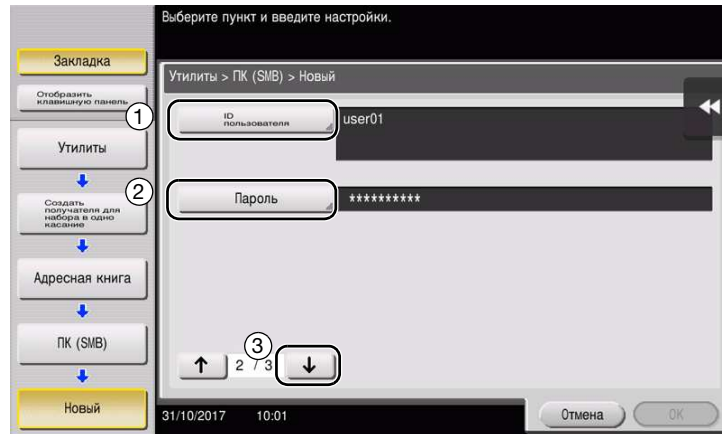 Выберите пункт и введите настройки.
Закладка
Отобразить
клавишную панель
Утилиты
Создать
получателя для
набора в одно
касание
Адресная книга
ПК (SMB)
Новый
Утилиты > ПК (SMB) > Новый
1
ID
пользователя
user01
2
Пароль
**********
3
↑ 2 / 3 ↓
31/10/2017 10:01
Отмена
OK